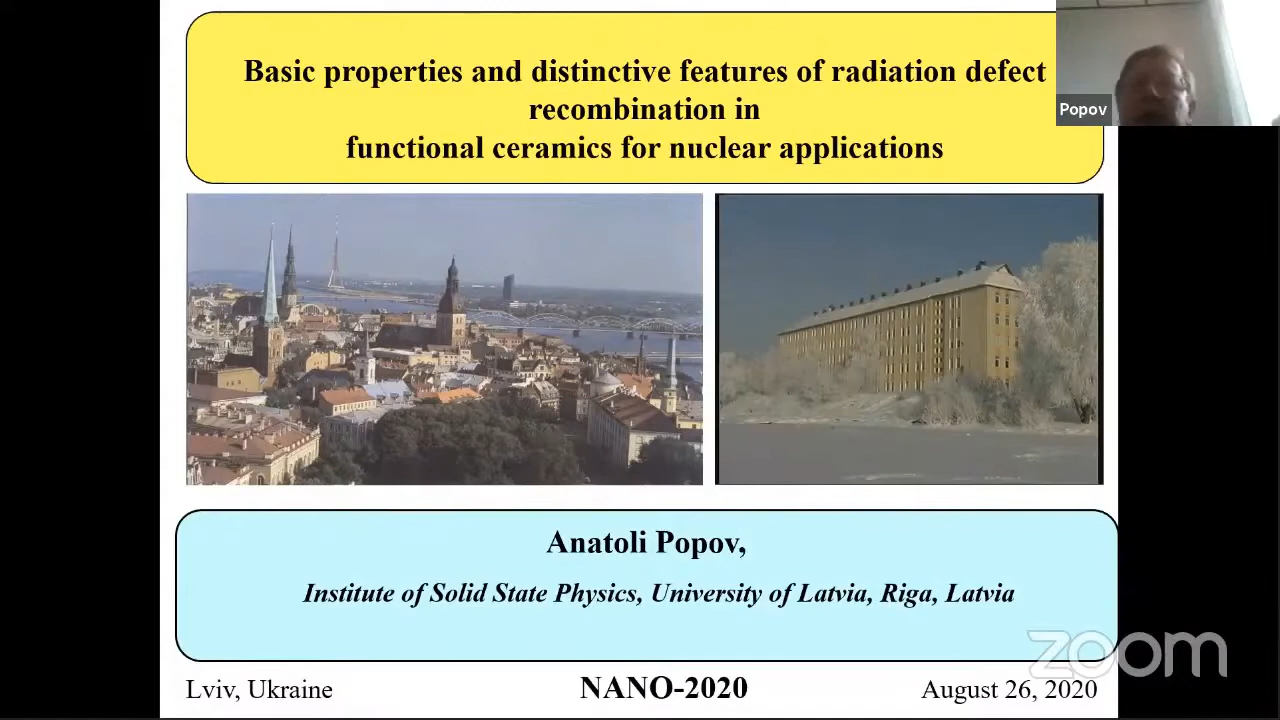 Basic properties and distinctive features of radiation defect
recombination in
functional ceramics for nuclear applications
Popov
Anatoli Popov,
Institute of Solid State Physics, University of Latvia, Riga, Latvia
zoom
Lviv, Ukraine NANO-2020 August 26, 2020